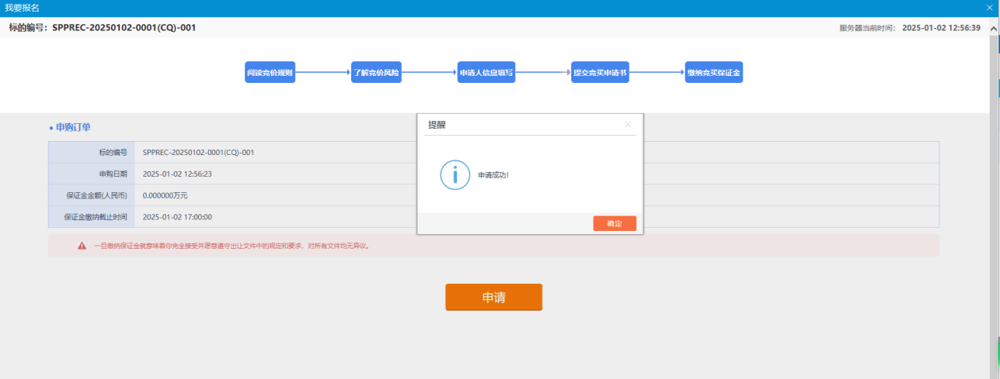 我要报名
标的编号：SPPREC-20250102-0001(CQ)-001
服务器当前时间： 2025-01-02 12:56:39
阅读竞价规则
了解竞价风险
申请人信息填写
提交竞买申请书
缴纳竞买保证金
申购订单
标的编号 SPPREC-20250102-0001(CQ)-001
申购日期 2025-01-02 12:56:23
保证金金额(人民币) 0.000000万元
保证金缴纳截止时间 2025-01-02 17:00:00
提醒
申请成功!
确定
一旦缴纳保证金就意味着你完全接受并愿意遵守出让文件中的规定和要求，对所有文件均无异议。
申请